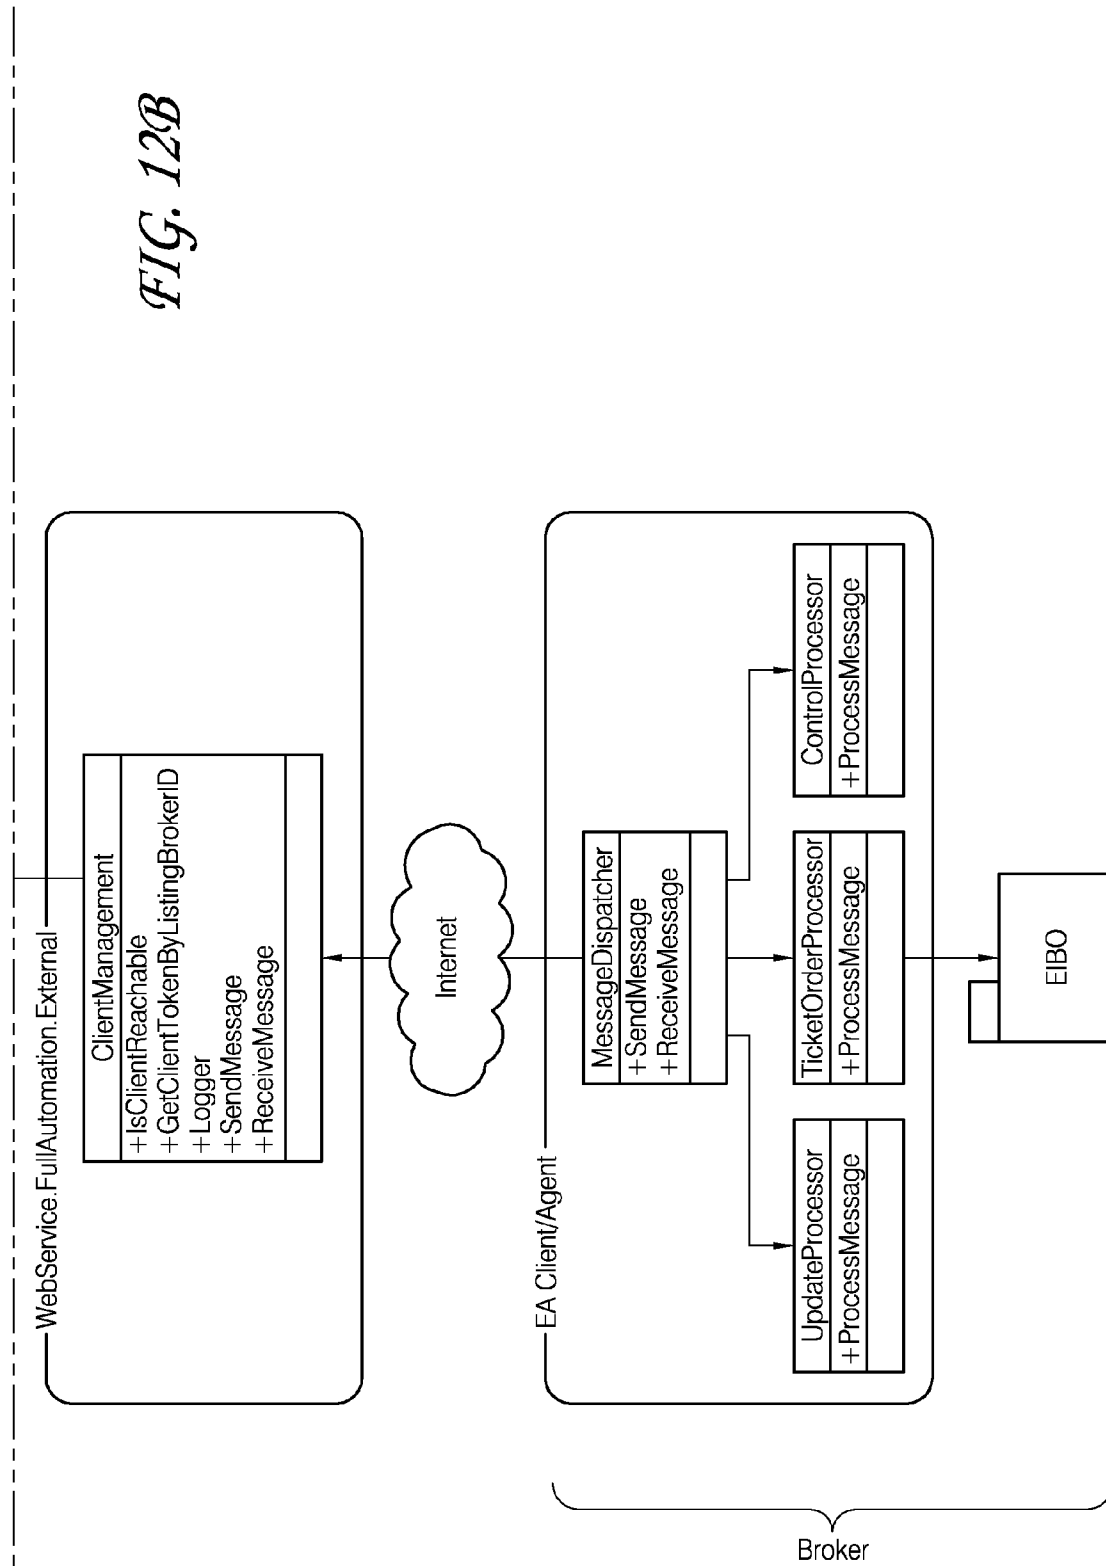 FIG. 12B
WebService.FullAutomation.External
ClientManagement
+IsClientReachable
+GetClientTokenByListingBrokerID
+Logger
+SendMessage
+ReceiveMessage
Internet
EA Client/Agent
MessageDispatcher
+SendMessage
+ReceiveMessage
UpdateProcessor
+ProcessMessage
TicketOrderProcessor
+ProcessMessage
ControlProcessor
+ProcessMessage
EIBO
Broker